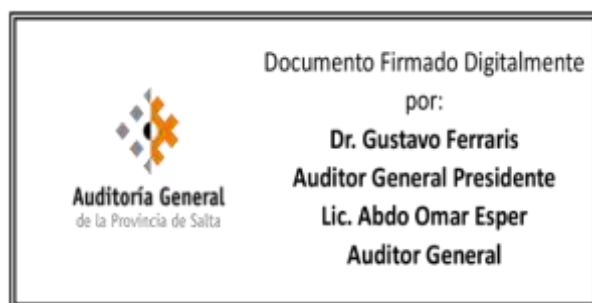 Auditoría General
de la Provincia de Salta
Documento Firmado Digitalmente
por:
Dr. Gustavo Ferraris
Auditor General Presidente
Lic. Abdo Omar Esper
Auditor General